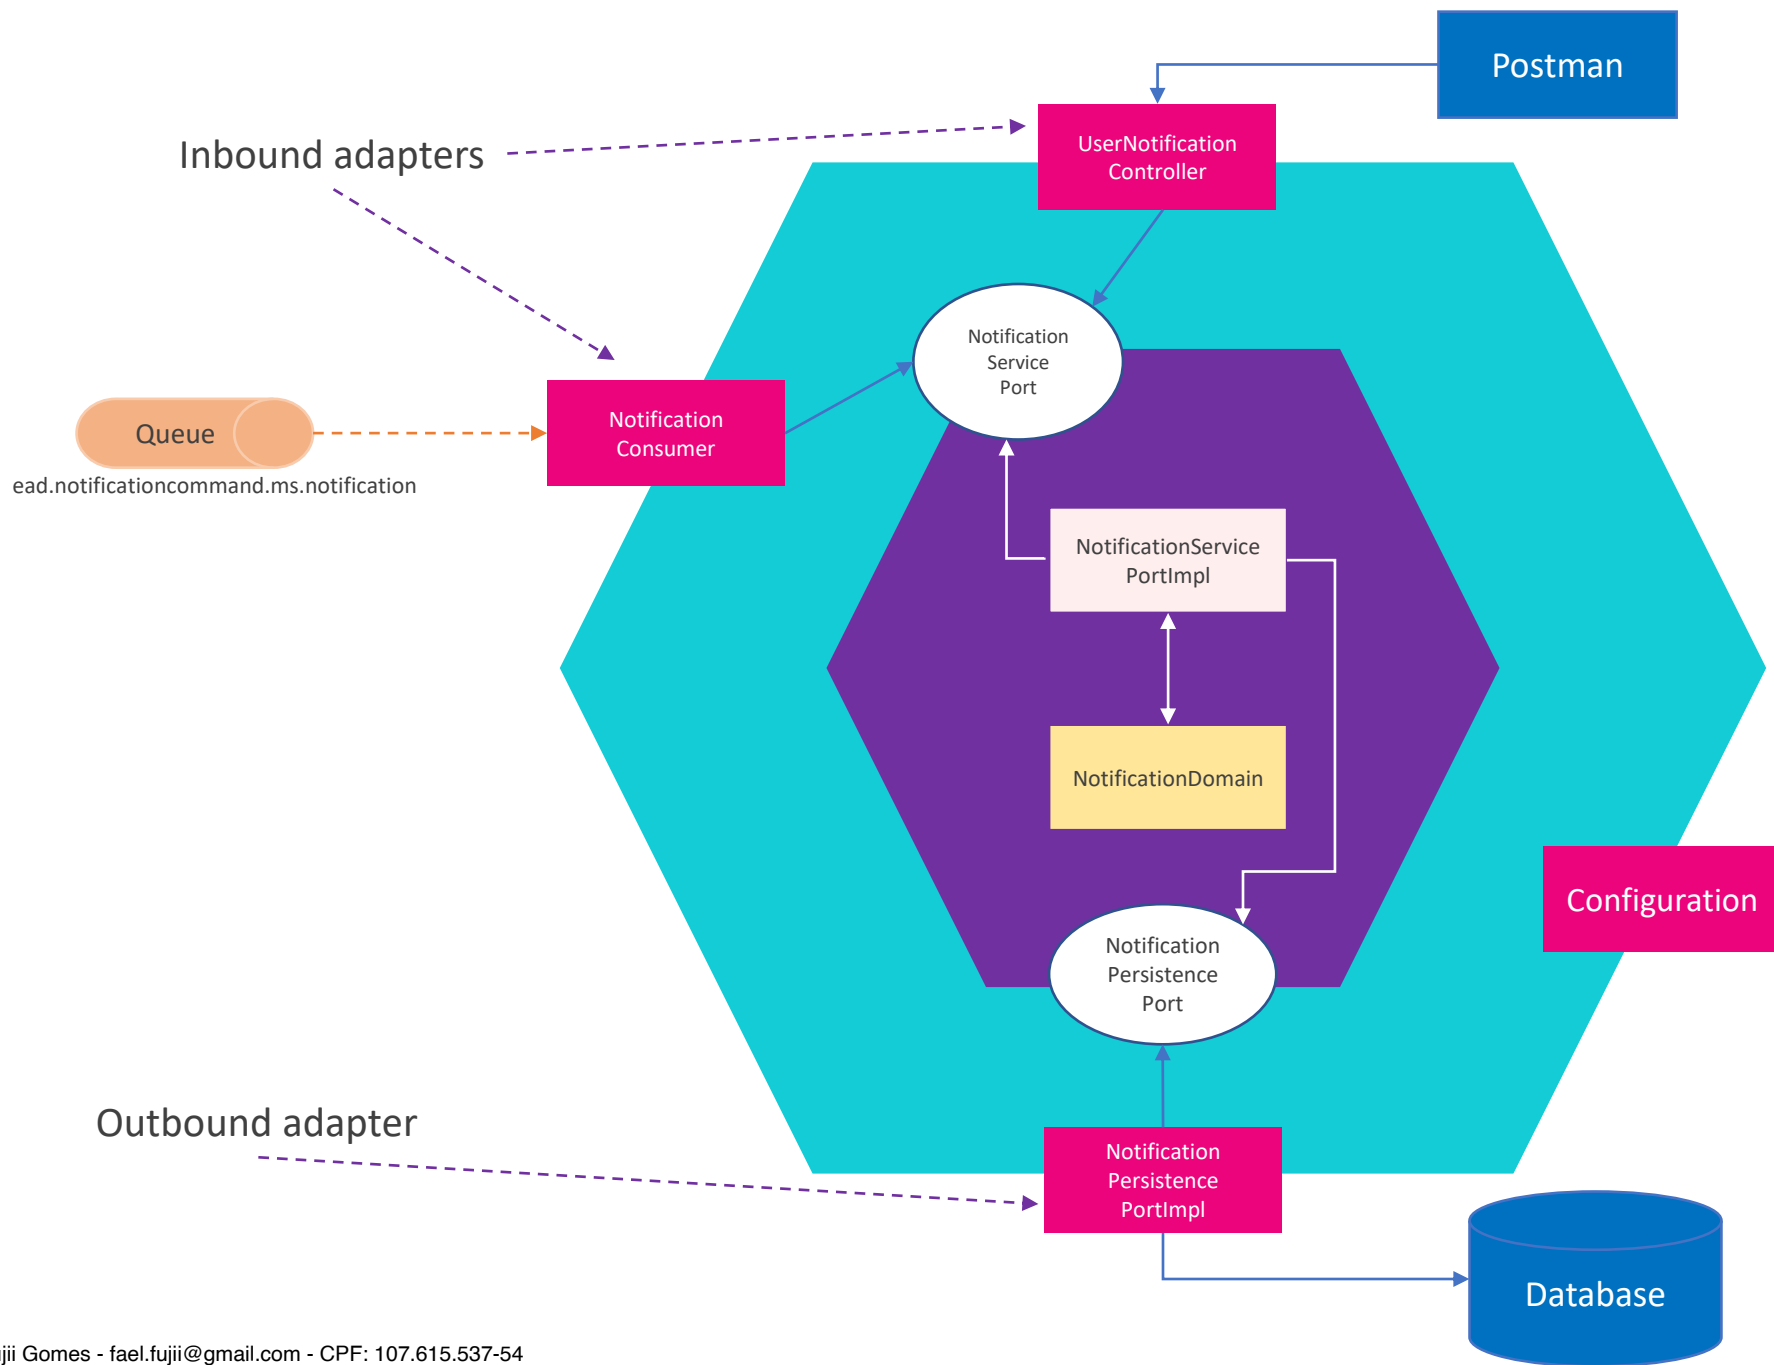 Postman
UserNotification
Controller
Inbound adapters
Notification
Service
Port
Queue
Notification
Consumer
ead.notificationcommand.ms.notification
NotificationService
PortImpl
NotificationDomain
Configuration
Notification
Persistence
Port
Outbound adapter
Notification
Persistence
PortImpl
Database
Gomes - fael.fujii@gmail.com - CPF: 107.615.537-54